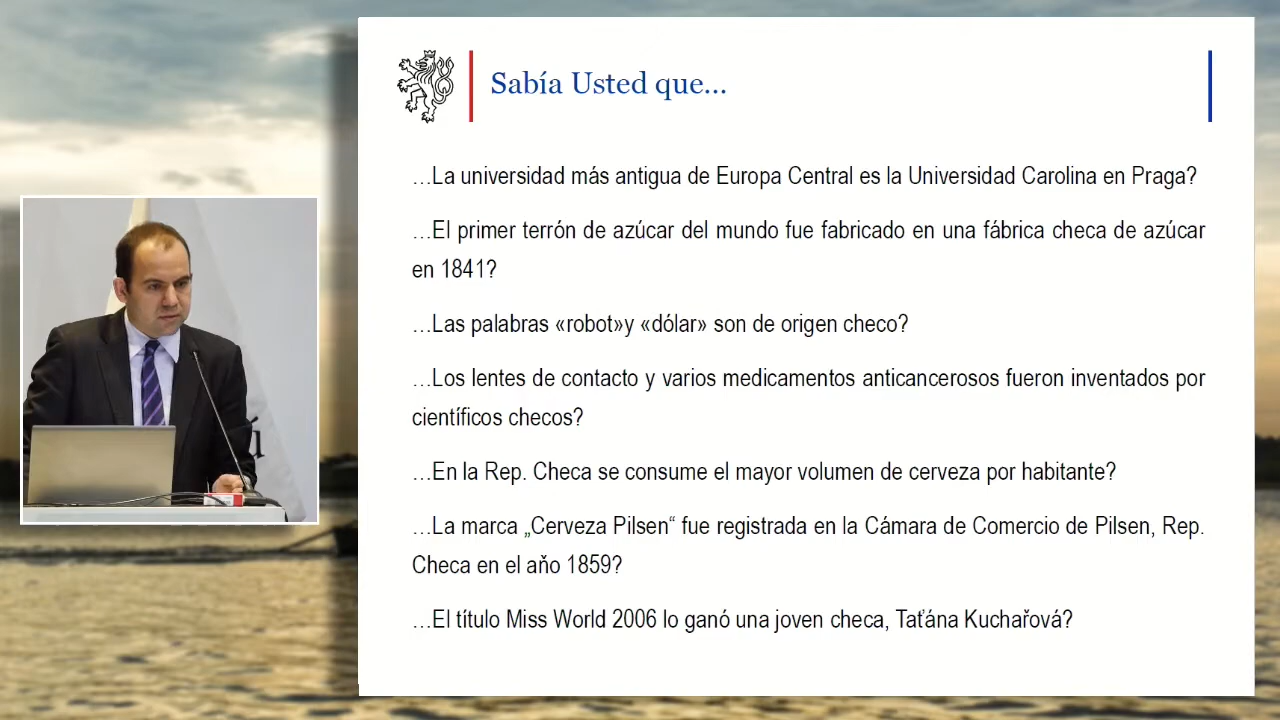 Sabía Usted que...
…La universidad más antigua de Europa Central es la Universidad Carolina en Praga?
…El primer terrón de azúcar del mundo fue fabricado en una fábrica checa de azúcar
en 1841?
…Las palabras «robot»y «dólar» son de origen checo?
…Los lentes de contacto y varios medicamentos anticancerosos fueron inventados por
científicos checos?
…En la Rep. Checa se consume el mayor volumen de cerveza por habitante?
…La marca „Cerveza Pilsen“ fue registrada en la Cámara de Comercio de Pilsen, Rep.
Checa en el aňo 1859?
…El título Miss World 2006 lo ganó una joven checa, Taťána Kuchařová?